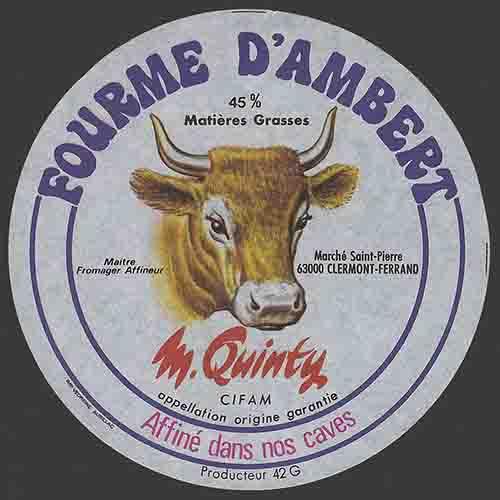 FOURME D'AMBERT
45 %
Matières Grasses
Maitre
Fromager Affineur
Marché Saint-Pierre
63000 CLERMONT-FERRAND
M. Quinty
CIFAM
appellation origine garantie
Affiné dans nos caves
Producteur 42 G